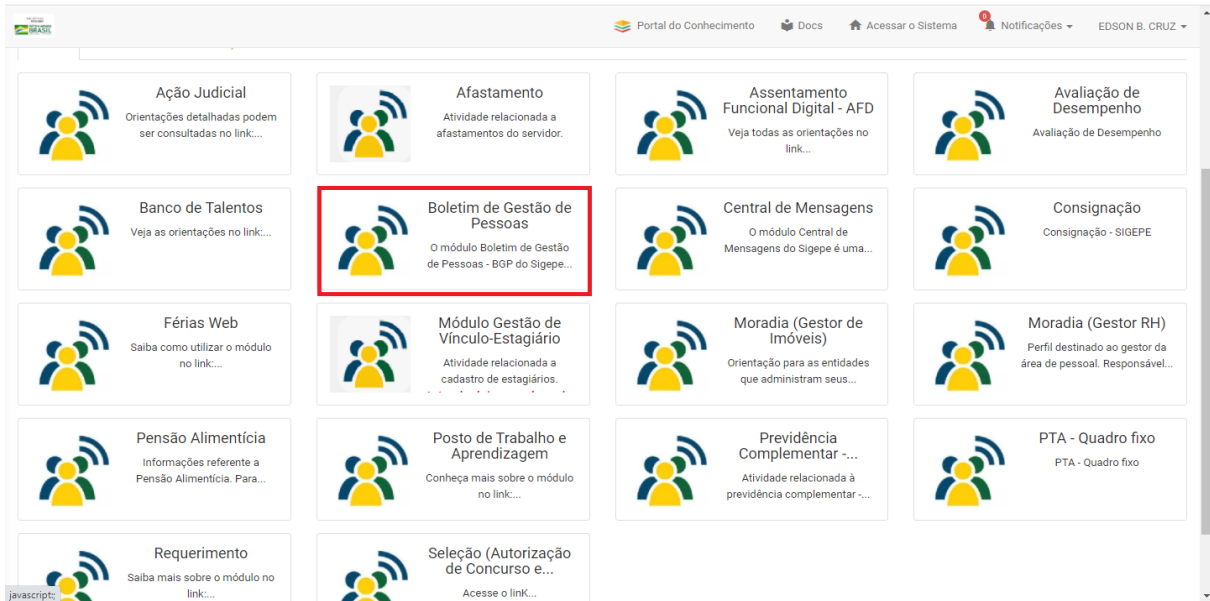 BRASIL
Portal do Conhecimento
Docs
Acessar o Sistema
0
Notificações
EDSON B. CRUZ
Ação Judicial
Orientações detalhadas podem
ser consultadas no link:...
Afastamento
Atividade relacionada a
afastamentos do servidor.
Assentamento
Funcional Digital - AFD
Veja todas as orientações no
link...
Avaliação de
Desempenho
Avaliação de Desempenho
Banco de Talentos
Veja as orientações no link:...
Boletim de Gestão de
Pessoas
O módulo Boletim de Gestão
de Pessoas - BGP do Sigepe...
Central de Mensagens
O módulo Central de
Mensagens do Sigepe é uma...
Consignação
Consignação - SIGEPE
Férias Web
Saiba como utilizar o módulo
no link:...
Módulo Gestão de
Vínculo-Estagiário
Atividade relacionada a
cadastro de estagiários.
Moradia (Gestor de
Imóveis)
Orientação para as entidades
que administram seus...
Moradia (Gestor RH)
Perfil destinado ao gestor da
área de pessoal. Responsável...
Pensão Alimentícia
Informações referente a
Pensão Alimentícia. Para...
Posto de Trabalho e
Aprendizagem
Conheça mais sobre o módulo
no link:...
Previdência
Complementar -...
Atividade relacionada à
previdência complementar -...
PTA - Quadro fixo
PTA - Quadro fixo
Requerimento
Saiba mais sobre o módulo no
link:...
Seleção (Autorização
de Concurso e...
Acesse o linK...
javascript:;